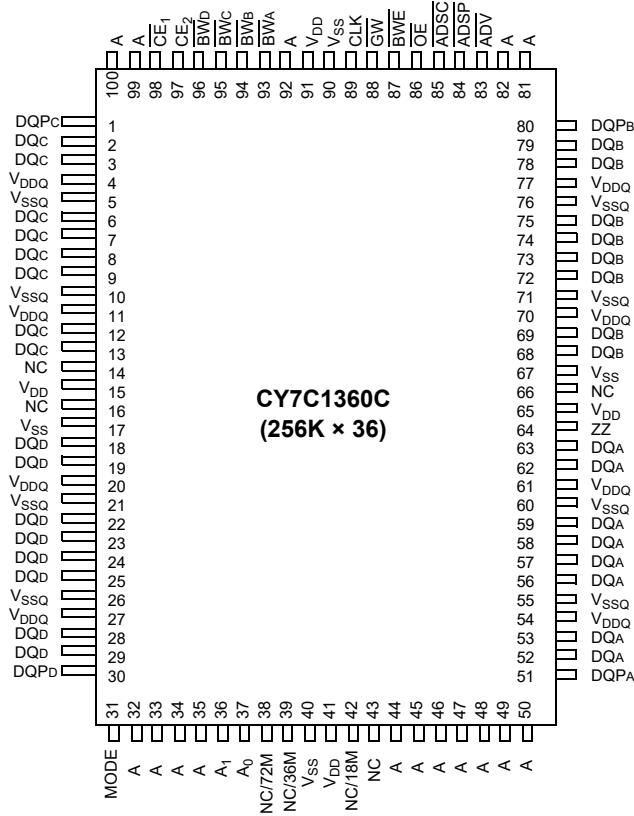 A
A
CE1
CE2
BWD
BWC
BWB
BWA
A
VDD
VSS
CLK
GW
BWE
OE
ADSC
ADSP
ADV
A
A
100
99
98
97
96
95
94
93
92
91
90
89
88
87
86
85
84
83
82
81
DQPC 1
DQC 2
DQC 3
VDDQ 4
VSSQ 5
DQC 6
DQC 7
DQC 8
DQC 9
VSSQ 10
VDDQ 11
DQC 12
DQC 13
NC 14
VDD 15
NC 16
VSS 17
DQD 18
DQD 19
VDDQ 20
VSSQ 21
DQD 22
DQD 23
DQD 24
DQD 25
VSSQ 26
VDDQ 27
DQD 28
DQD 29
DQPD 30
CY7C1360C
(256K × 36)
80 DQPB
79 DQB
78 DQB
77 VDDQ
76 VSSQ
75 DQB
74 DQB
73 DQB
72 DQB
71 VSSQ
70 VDDQ
69 DQB
68 DQB
67 VSS
66 NC
65 VDD
64 ZZ
63 DQA
62 DQA
61 VDDQ
60 VSSQ
59 DQA
58 DQA
57 DQA
56 DQA
55 VSSQ
54 VDDQ
53 DQA
52 DQA
51 DQPA
31
32
33
34
35
36
37
38
39
40
41
42
43
44
45
46
47
48
49
50
MODE
A
A
A
A
A1
A0
NC/72M
NC/36M
VSS
VDD
NC/18M
NC
A
A
A
A
A
A
A